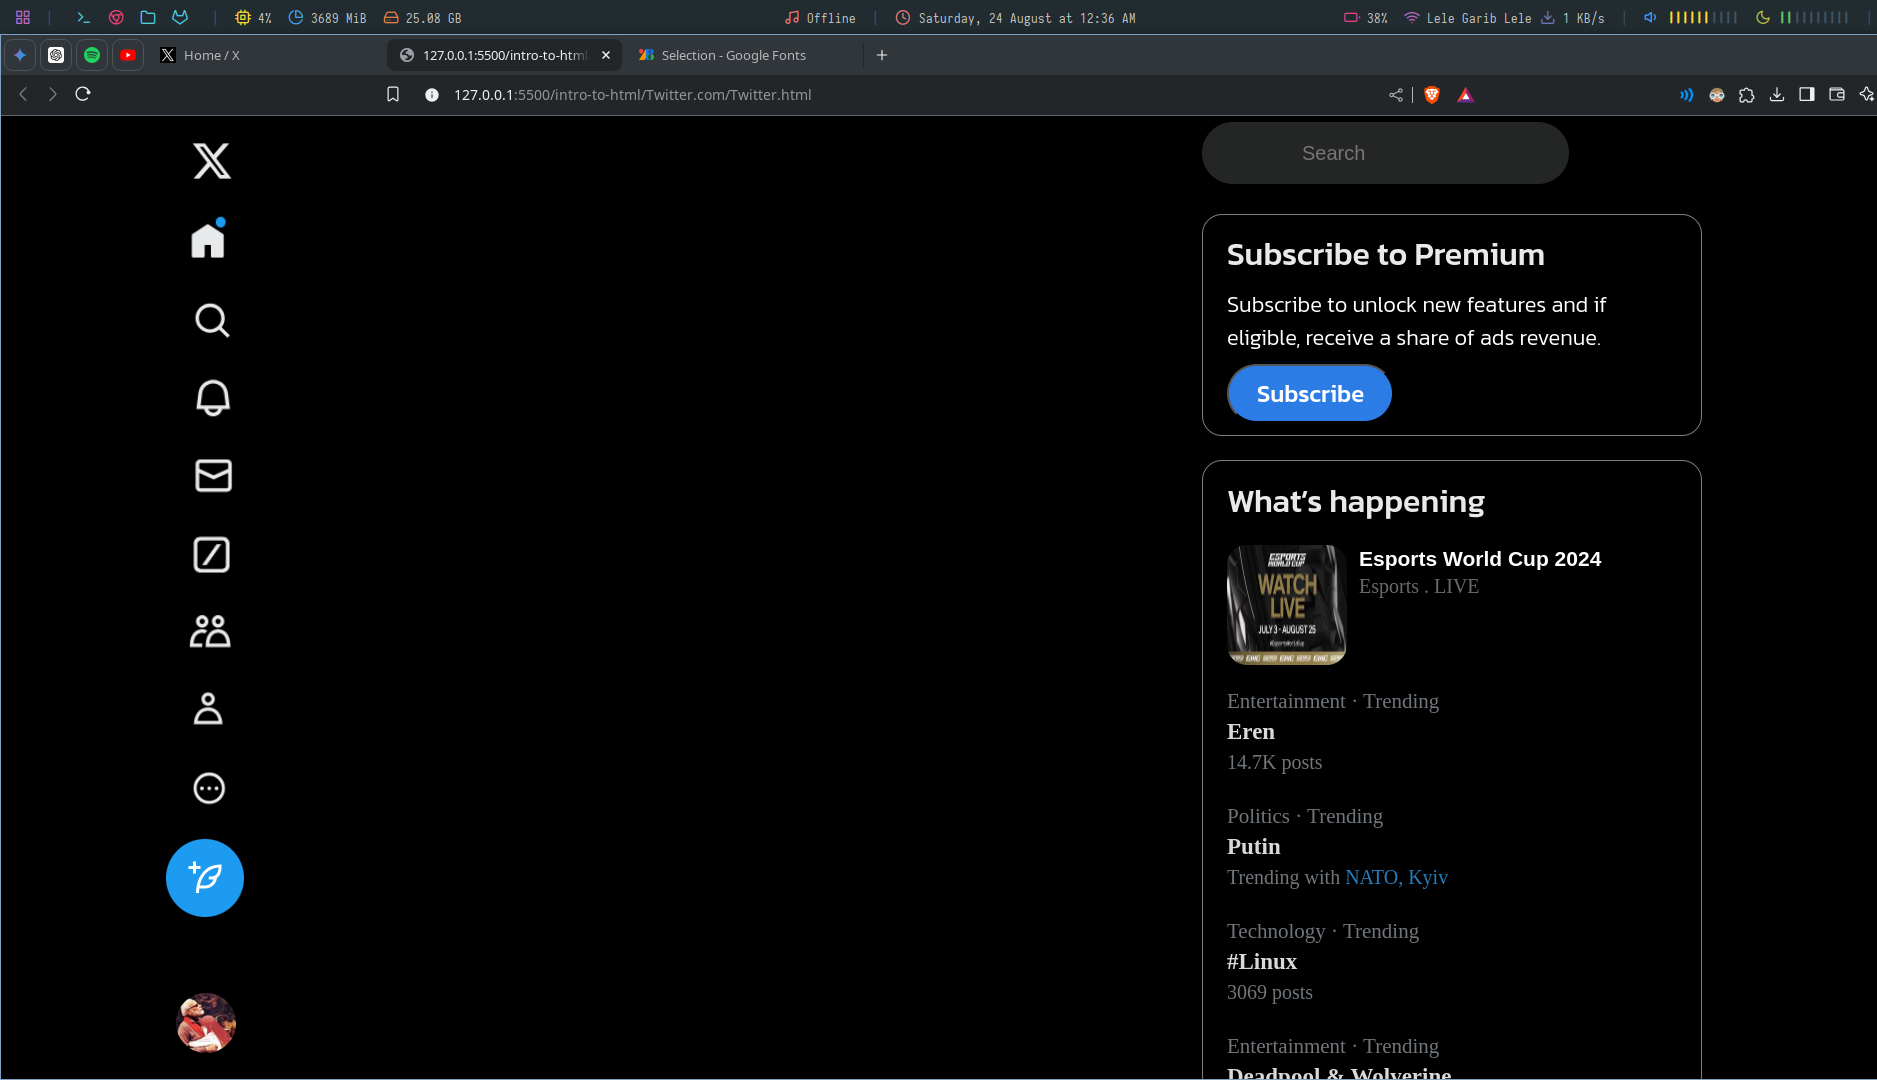 4% 3689 MiB 25.08 GB Offline Saturday, 24 August at 12:36 AM 38% Lele Garib Lele 1 KB/s
Home / X 127.0.0.1:5500/intro-to-html Selection - Google Fonts
127.0.0.1:5500/intro-to-html/Twitter.com/Twitter.html
Search
Subscribe to Premium
Subscribe to unlock new features and if
eligible, receive a share of ads revenue.
Subscribe
What's happening
ESPORTS
WORLD CUP
WATCH
LIVE
JULY 3 - AUGUST 25
Esports World Cup 2024
Esports . LIVE
Entertainment · Trending
Eren
14.7K posts
Politics · Trending
Putin
Trending with NATO, Kyiv
Technology · Trending
#Linux
3069 posts
Entertainment · Trending
Deadpool & Wolverine